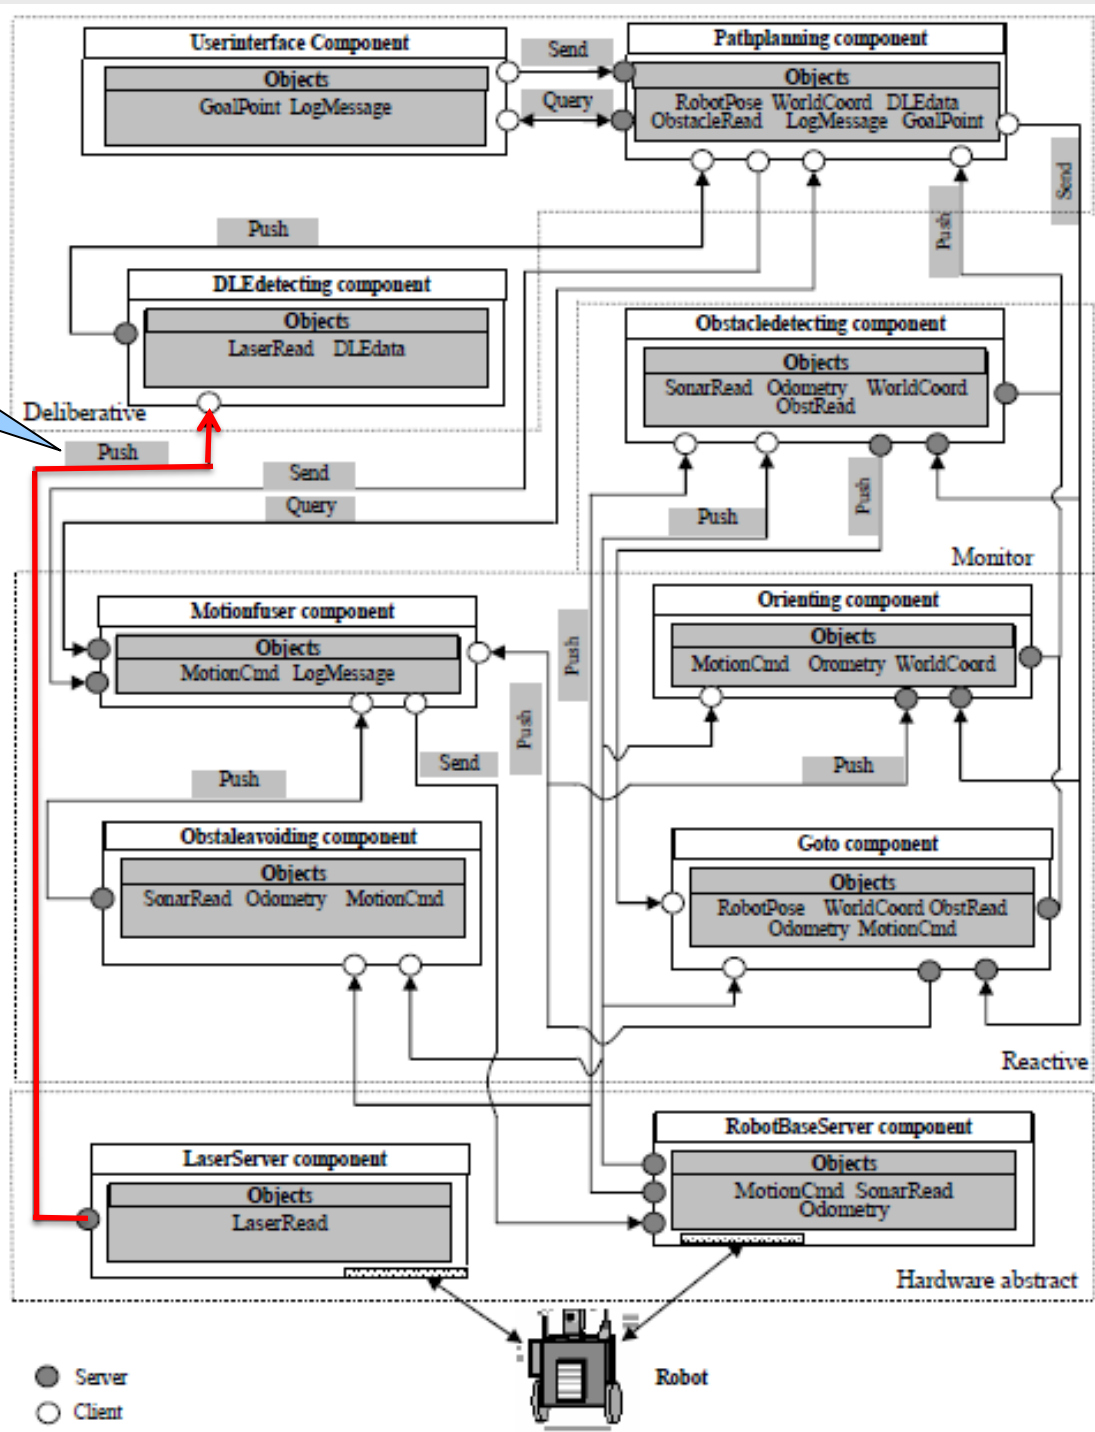 Userinterface Component
Objects
GoalPoint LogMessage
Send
Query
Pathplanning component
Objects
RobotPose WorldCoord DLEdata
ObstacleRead LogMessage GoalPoint
Send
Push
Push
DLEdetecting component
Objects
LaserRead DLEdata
Deliberative
Obstacledetecting component
Objects
SonarRead Odometry WorldCoord
ObstRead
Push
Send
Query
Push
Push
Monitor
Motionfuser component
Objects
MotionCmd LogMessage
Push
Orienting component
Objects
MotionCmd Orometry WorldCoord
Push
Push
Send
Push
Obstaleavoiding component
Objects
SonarRead Odometry MotionCmd
Goto component
Objects
RobotPose WorldCoord ObstRead
Odometry MotionCmd
Reactive
LaserServer component
Objects
LaserRead
RobotBaseServer component
Objects
MotionCmd SonarRead
Odometry
Hardware abstract
Server
Client
Robot